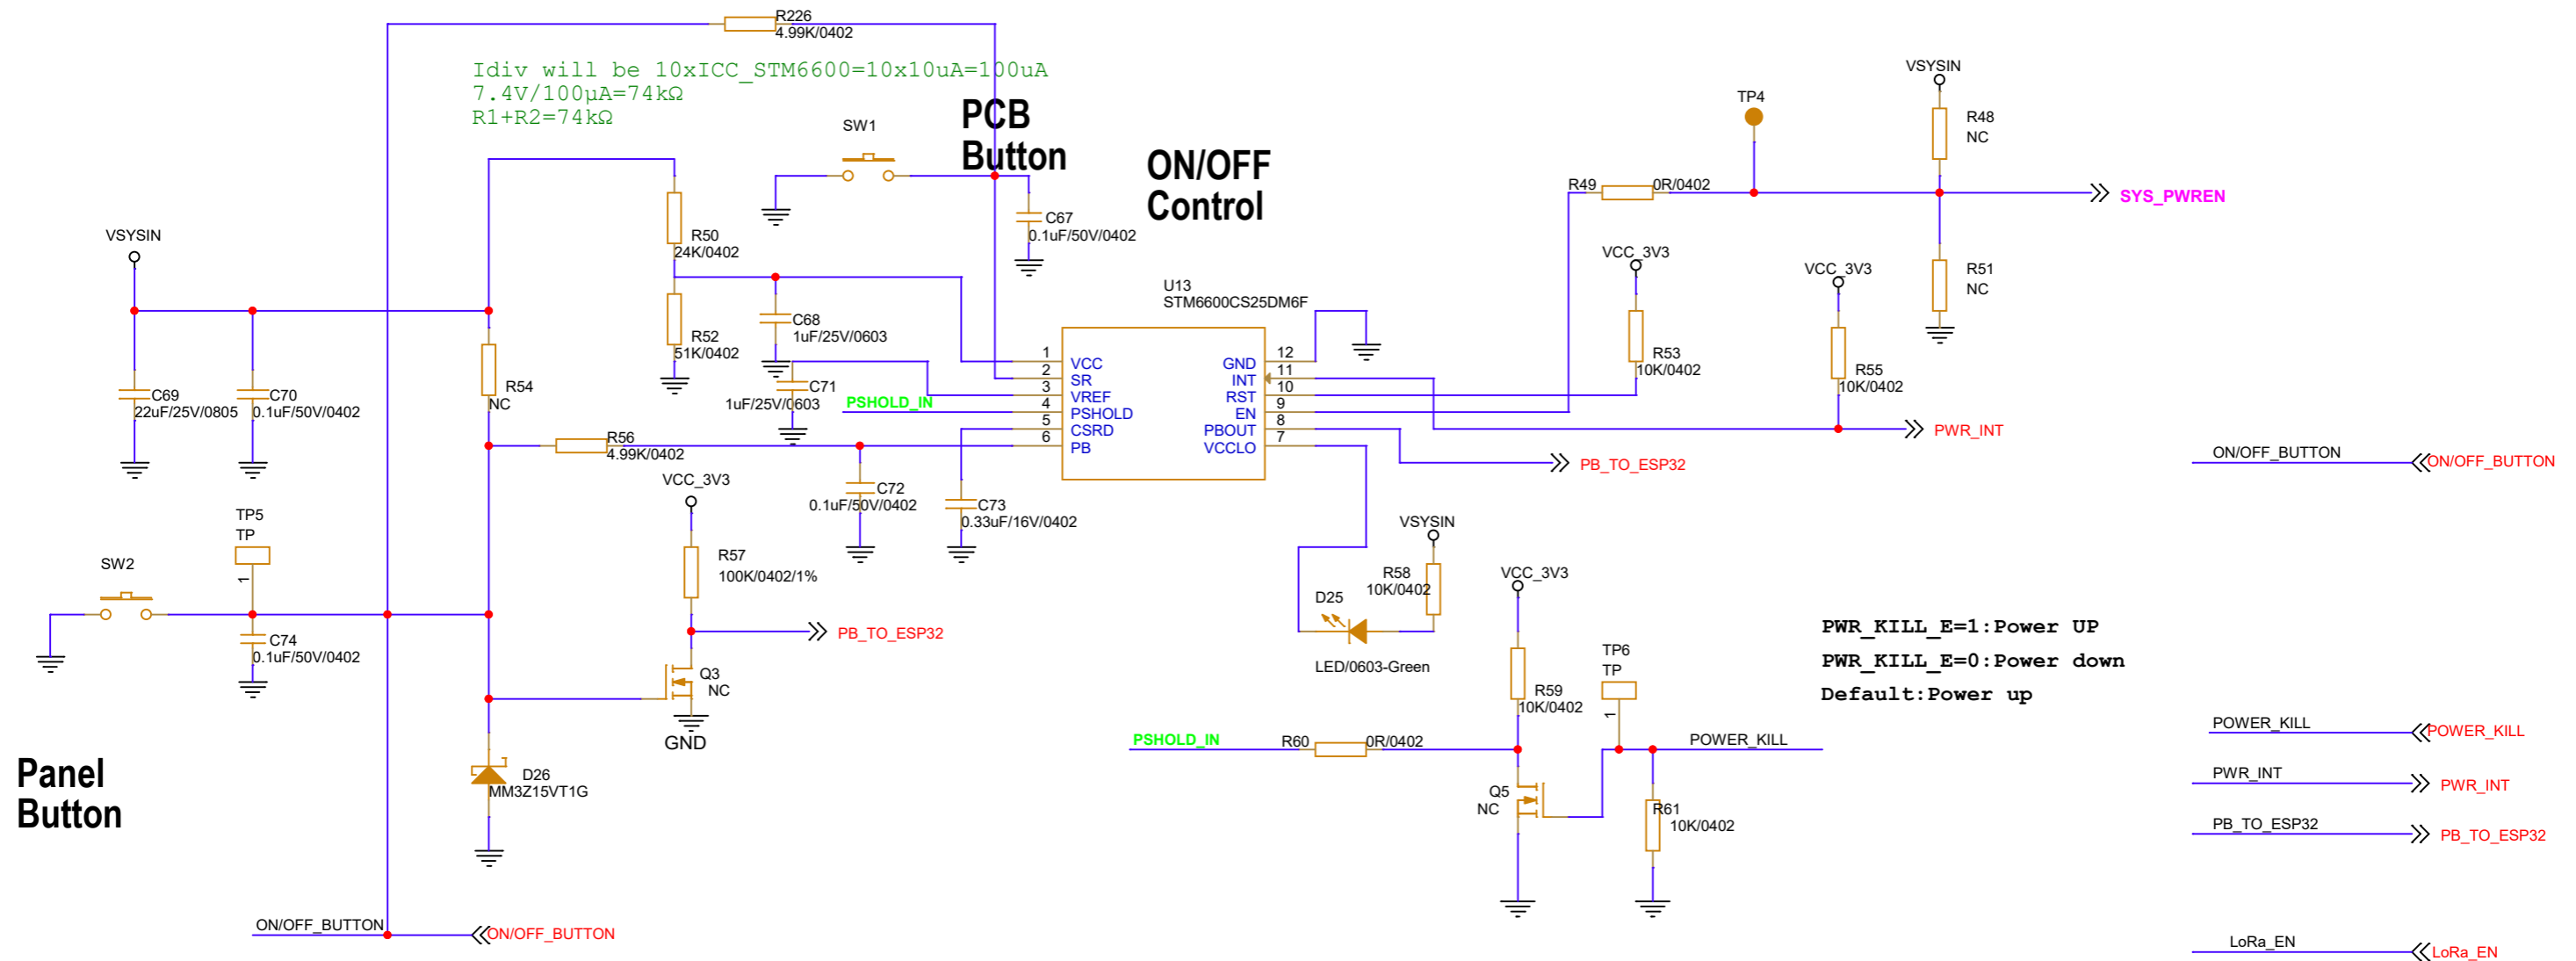 R226
4.99K/0402
Idiv will be 10xICC_STM6600=10x10uA=100uA
7.4V/100µA=74kΩ
R1+R2=74kΩ
PCB
Button
SW1
ON/OFF
Control
C67
0.1uF/50V/0402
VSYSIN
R50
24K/0402
R52
51K/0402
C68
1uF/25V/0603
C71
1uF/25V/0603
PSHOLD_IN
C69
22uF/25V/0805
C70
0.1uF/50V/0402
R54
NC
R56
4.99K/0402
C72
0.1uF/50V/0402
C73
0.33uF/16V/0402
U13
STM6600CS25DM6F
1 VCC
2 SR
3 VREF
4 PSHOLD
5 CSRD
6 PB
GND 12
INT 11
RST 10
EN 9
PBOUT 8
VCCLO 7
TP4
VSYSIN
R48
NC
R49 0R/0402
SYS_PWREN
R51
NC
VCC_3V3
R53
10K/0402
VCC_3V3
R55
10K/0402
PWR_INT
PB_TO_ESP32
ON/OFF_BUTTON
ON/OFF_BUTTON
TP5
TP
1
SW2
C74
0.1uF/50V/0402
VCC_3V3
R57
100K/0402/1%
PB_TO_ESP32
Q3
NC
GND
D26
MM3Z15VT1G
Panel
Button
ON/OFF_BUTTON
ON/OFF_BUTTON
VSYSIN
R58
10K/0402
D25
LED/0603-Green
VCC_3V3
R59
10K/0402
TP6
TP
1
PSHOLD_IN
R60 0R/0402
POWER_KILL
Q5
NC
R61
10K/0402
PWR_KILL_E=1:Power UP
PWR_KILL_E=0:Power down
Default:Power up
POWER_KILL
POWER_KILL
PWR_INT
PWR_INT
PB_TO_ESP32
PB_TO_ESP32
LoRa_EN
LoRa_EN